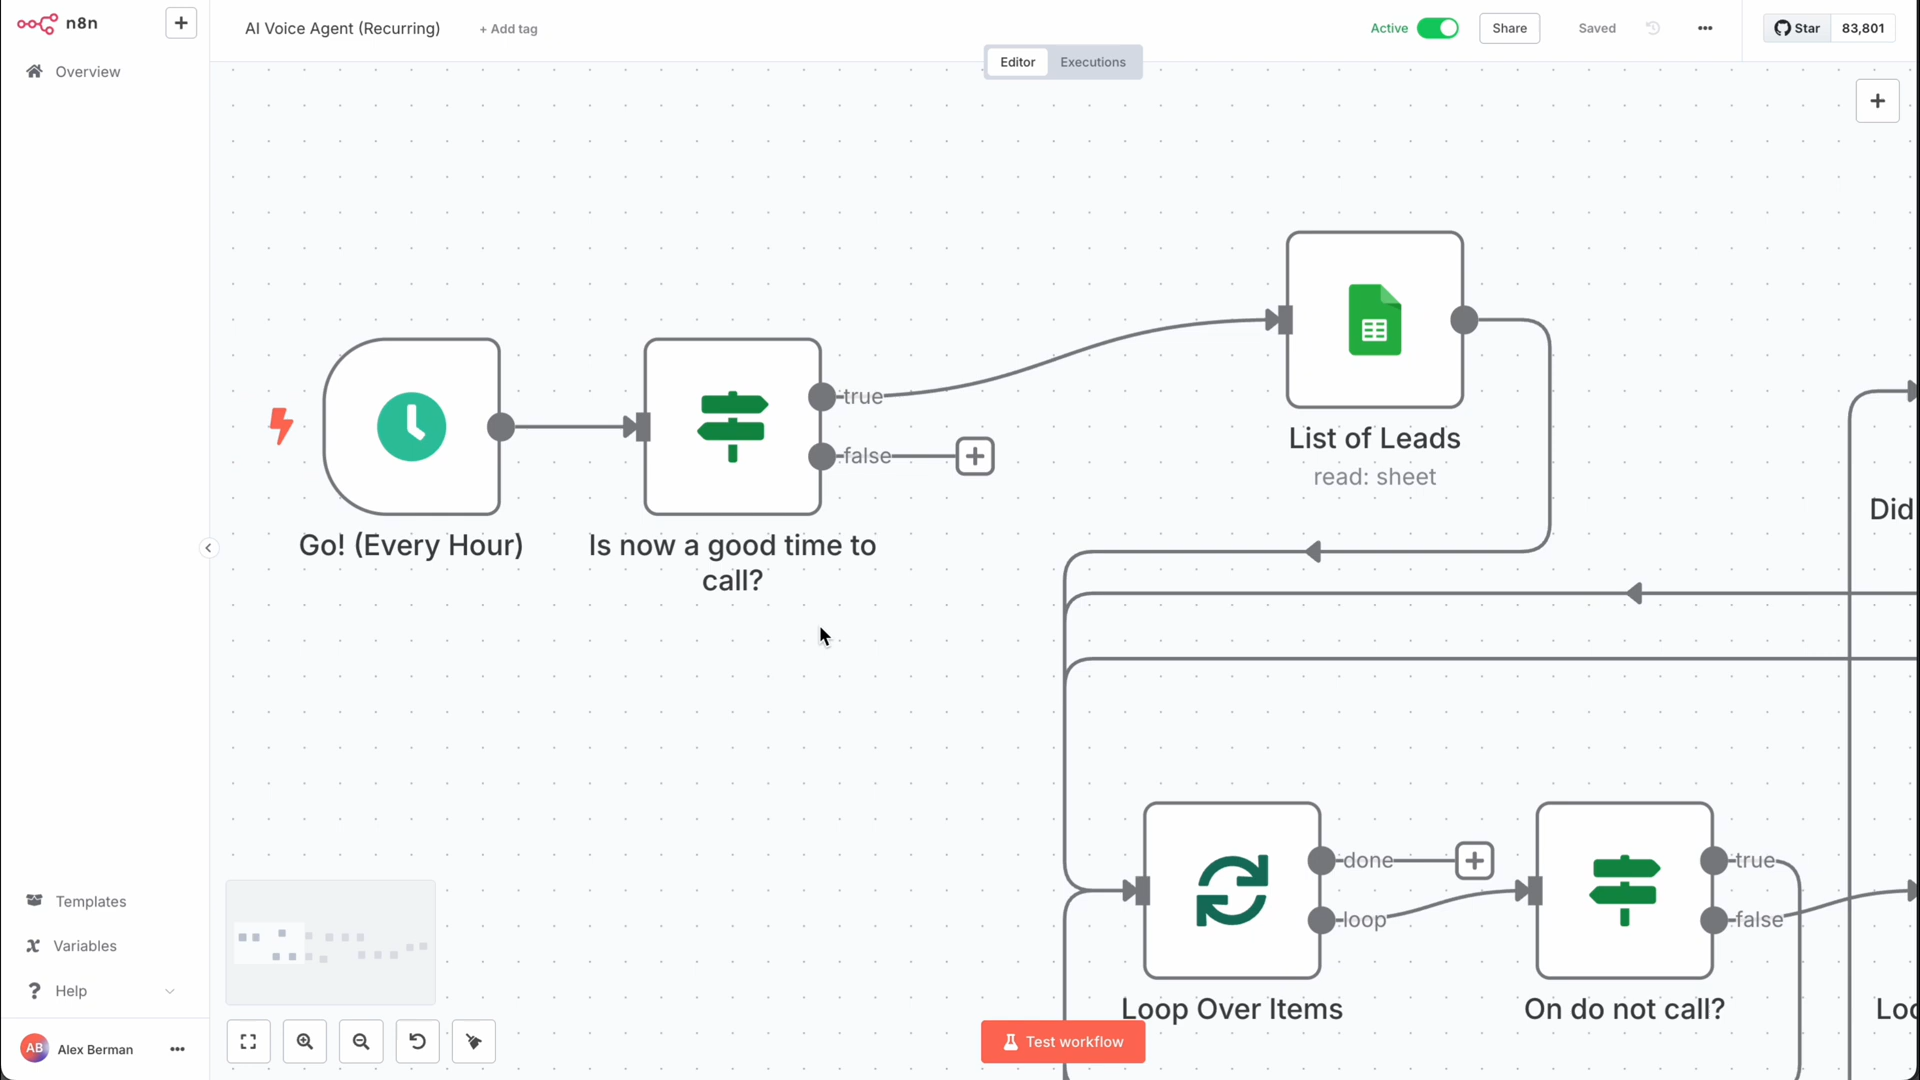 n8n
AI Voice Agent (Recurring)
+ Add tag
Active
Share
Saved
Star
83,801
Editor
Executions
Overview
true
false
Go! (Every Hour)
Is now a good time to
call?
List of Leads
read: sheet
Did
done
loop
true
false
Loop Over Items
On do not call?
Loc
Templates
Variables
Help
AB
Alex Berman
Test workflow